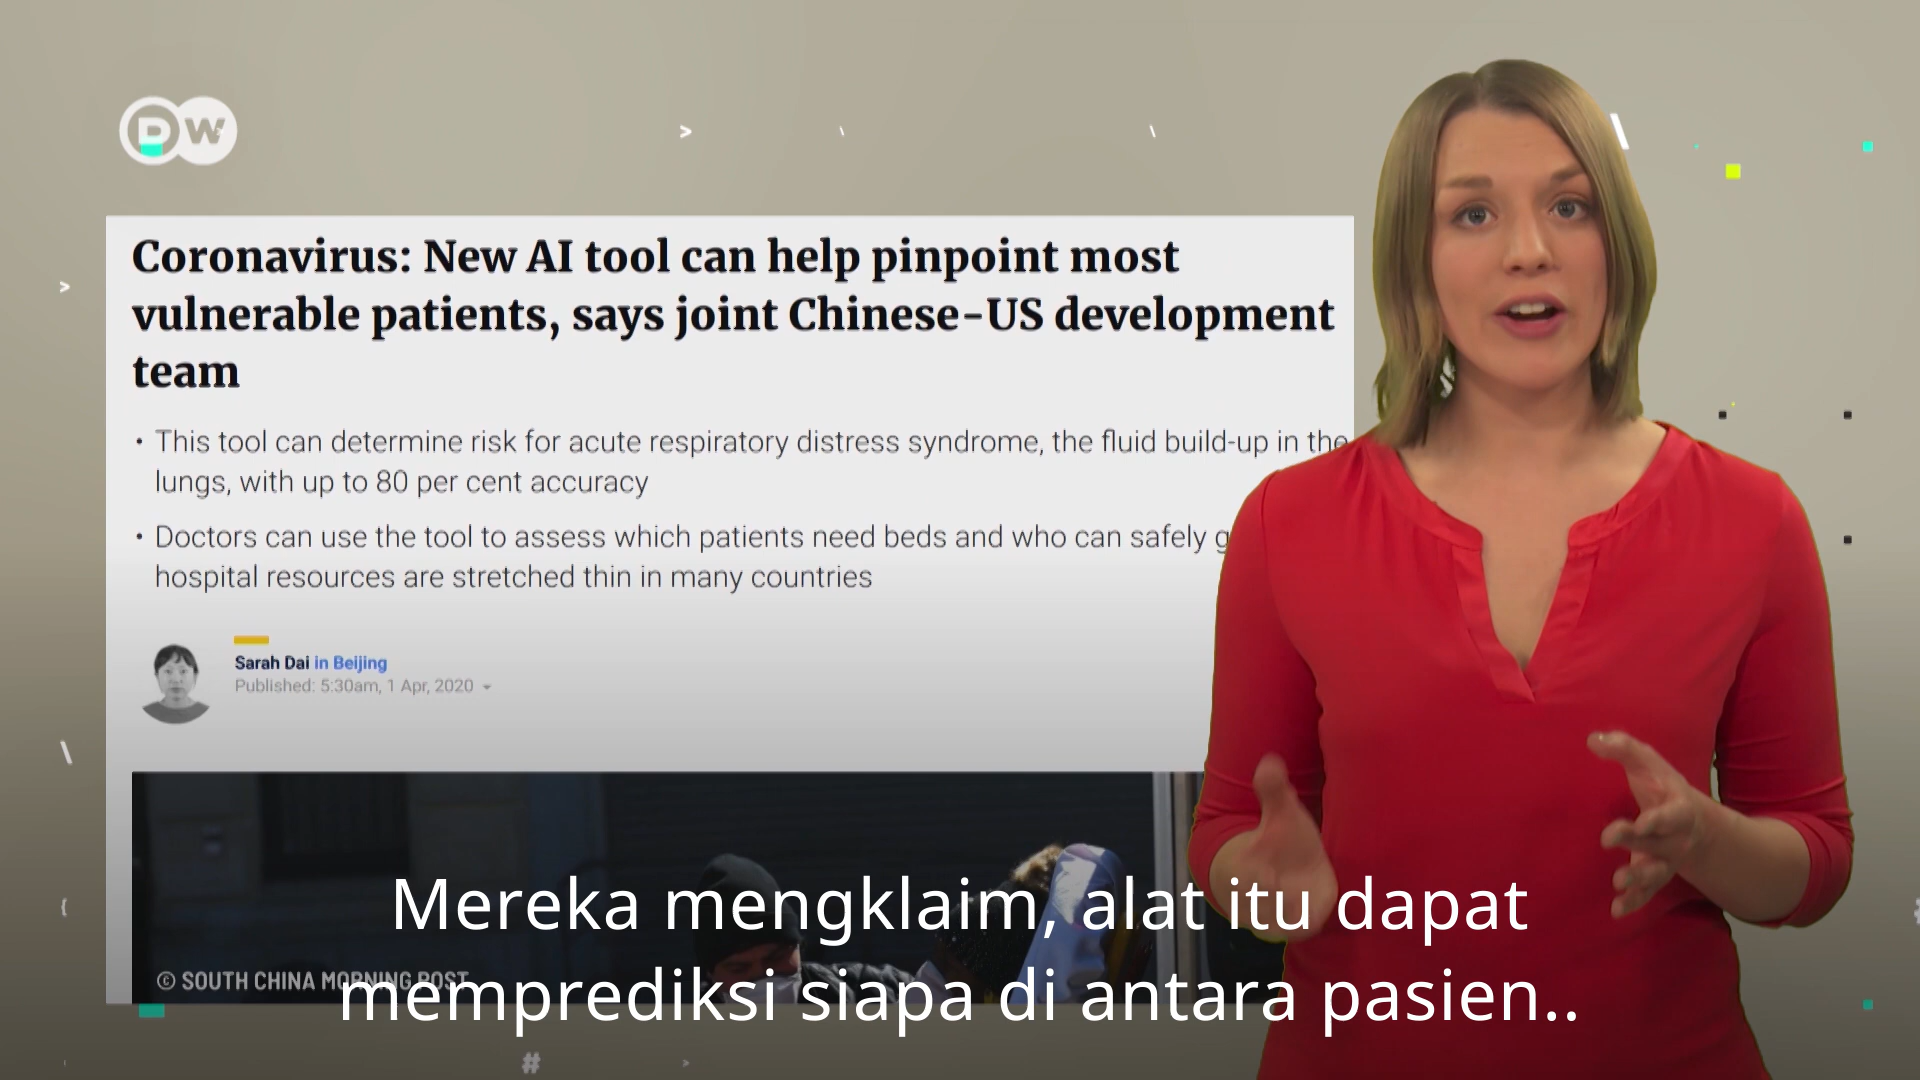 DW
Coronavirus: New AI tool can help pinpoint most
vulnerable patients, says joint Chinese-US development
team
• This tool can determine risk for acute respiratory distress syndrome, the fluid build-up in the
lungs, with up to 80 per cent accuracy
• Doctors can use the tool to assess which patients need beds and who can safely
hospital resources are stretched thin in many countries
Sarah Dai in Beijing
Published: 5:30am, 1 Apr, 2020
© SOUTH CHINA MORNING POST
Mereka mengklaim, alat itu dapat
memprediksi siapa di antara pasien..